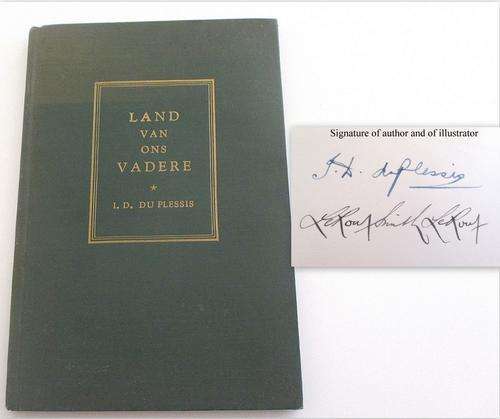 LAND
VAN
ONS
VADERE
*
I. D. DU PLESSIS
Signature of author and of illustrator
I. D. du Plessis
LeRoux Smith LeRoux